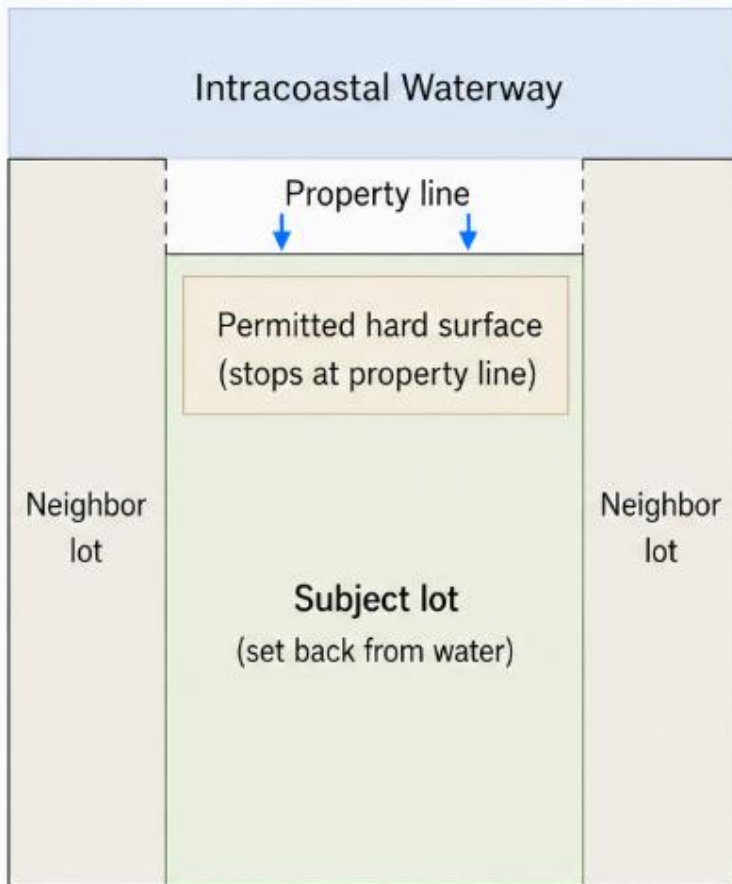 Intracoastal Waterway
Property line
Permitted hard surface
(stops at property line)
Neighbor
lot
Neighbor
lot
Subject lot
(set back from water)